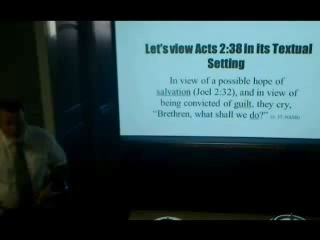 Let's view Acts 2:38 in Its Textual
Setting
In view of a possible hope of
salvation (Joel 2:32), and in view of
being convicted of guilt, they cry,
"Brethren, what shall we do?"